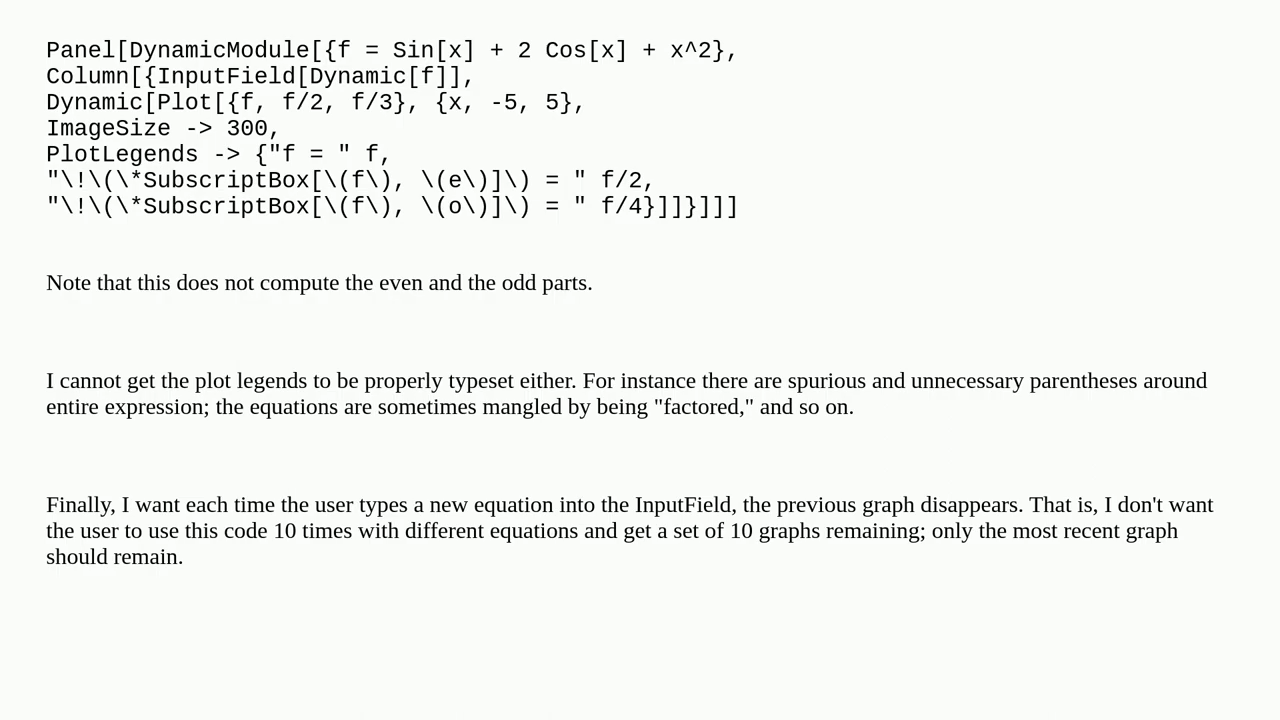 Panel[DynamicModule[{f = Sin[x] + 2 Cos[x] + x^2},
Column[{InputField[Dynamic[f]],
Dynamic[Plot[{f, f/2, f/3}, {x, -5, 5},
ImageSize -> 300,
PlotLegends -> {"f = " f,
"\!\(\*SubscriptBox[\(f\), \(e\)]\) = " f/2,
"\!\(\*SubscriptBox[\(f\), \(o\)]\) = " f/4}]]}]]]
Note that this does not compute the even and the odd parts.
I cannot get the plot legends to be properly typeset either. For instance there are spurious and unnecessary parentheses around
entire expression; the equations are sometimes mangled by being "factored," and so on.
Finally, I want each time the user types a new equation into the InputField, the previous graph disappears. That is, I don't want
the user to use this code 10 times with different equations and get a set of 10 graphs remaining; only the most recent graph
should remain.